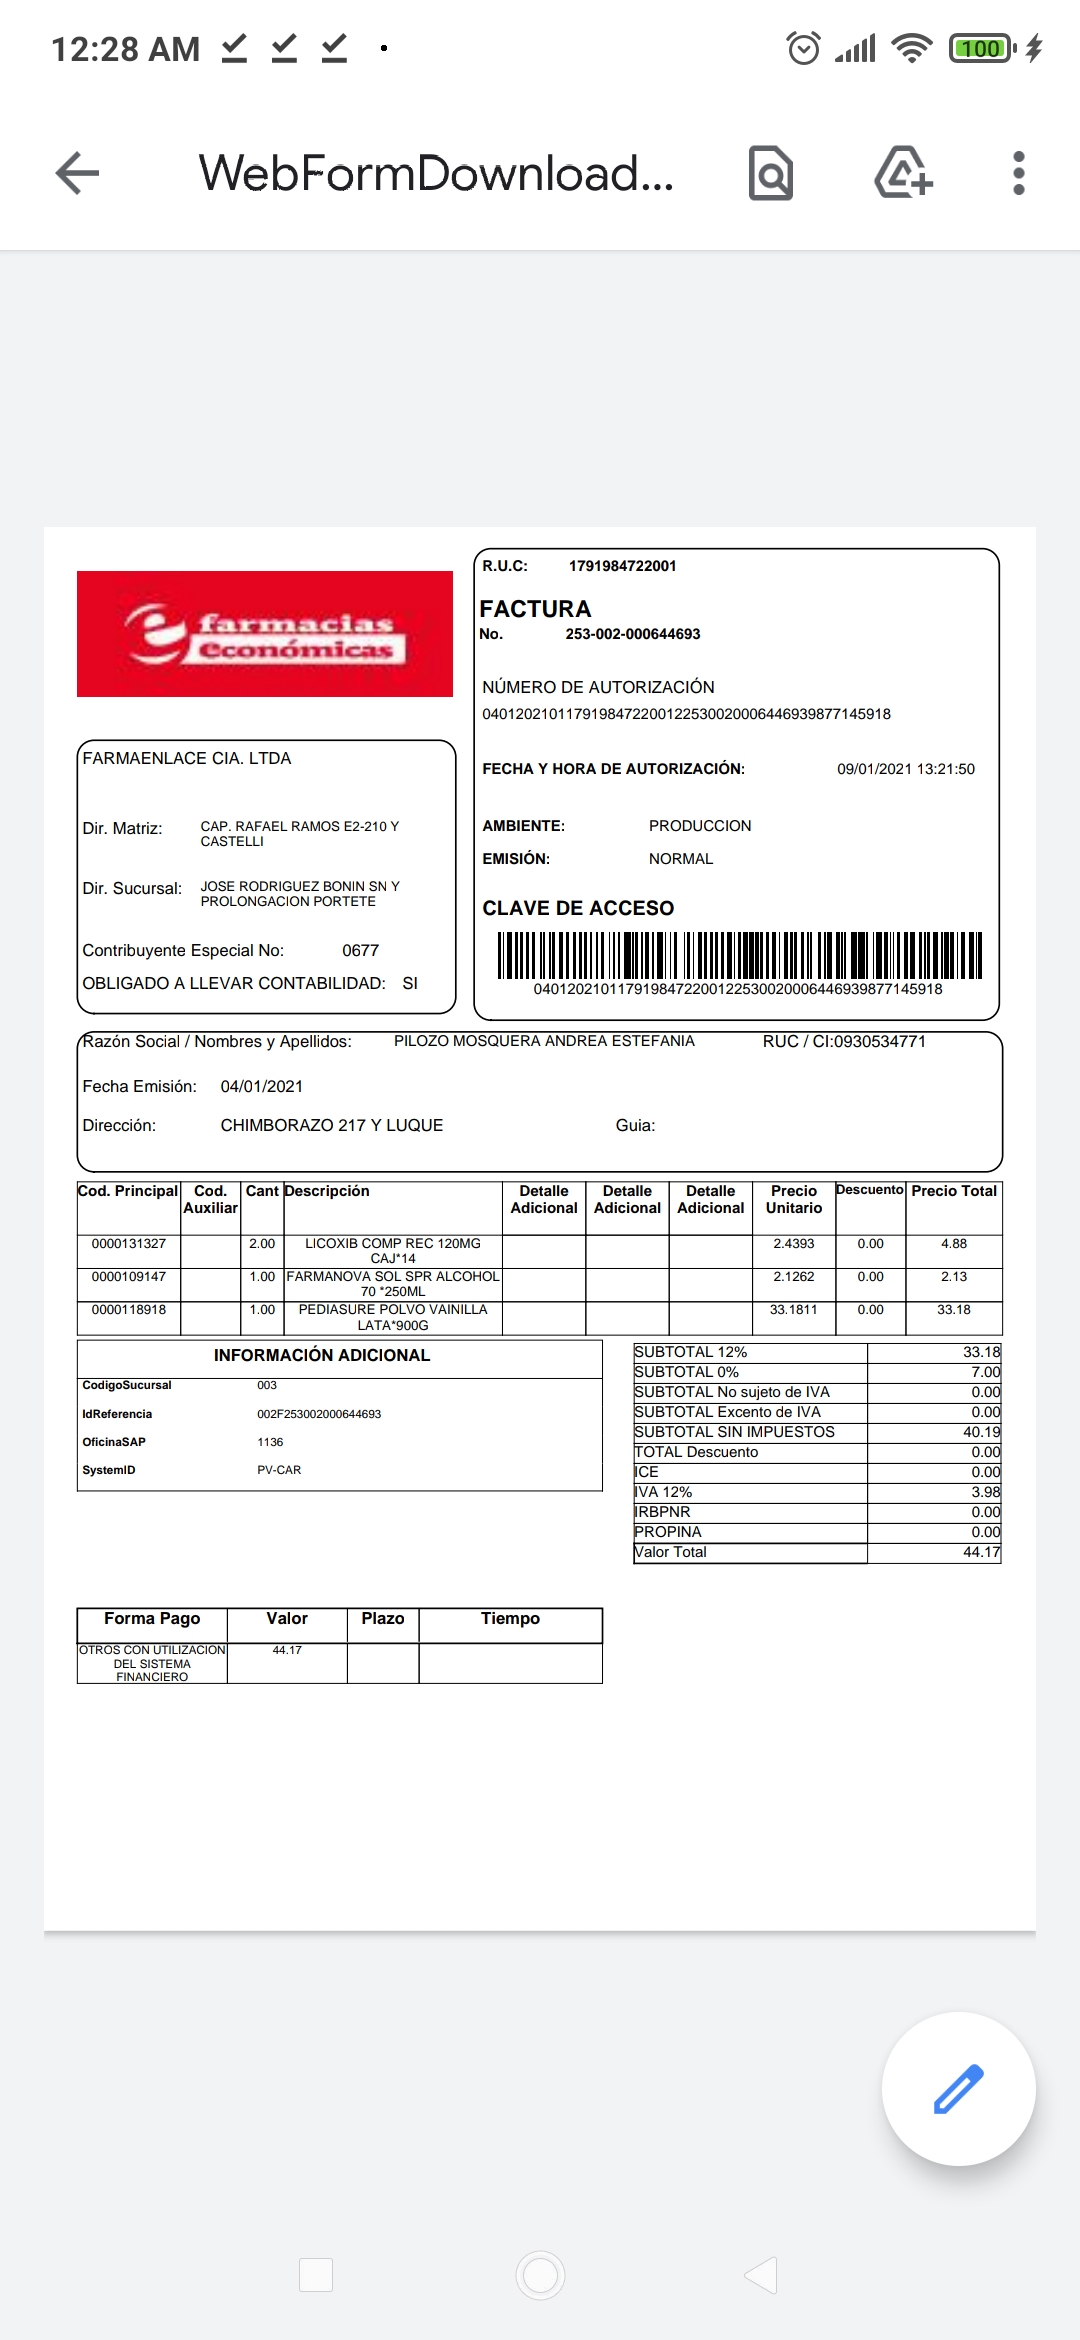 12:28 AM
100
WebFormDownload...
farmacias
económicas
R.U.C: 1791984722001
FACTURA
No. 253-002-000644693
NÚMERO DE AUTORIZACIÓN
0401202101179198472200122530020006446939877145918
FECHA Y HORA DE AUTORIZACIÓN: 09/01/2021 13:21:50
AMBIENTE: PRODUCCION
EMISIÓN: NORMAL
CLAVE DE ACCESO
0401202101179198472200122530020006446939877145918
FARMAENLACE CIA. LTDA
Dir. Matriz: CAP. RAFAEL RAMOS E2-210 Y
CASTELLI
Dir. Sucursal: JOSE RODRIGUEZ BONIN SN Y
PROLONGACION PORTETE
Contribuyente Especial No: 0677
OBLIGADO A LLEVAR CONTABILIDAD: SI
Razón Social / Nombres y Apellidos: PILOZO MOSQUERA ANDREA ESTEFANIA RUC / CI:0930534771
Fecha Emisión: 04/01/2021
Dirección: CHIMBORAZO 217 Y LUQUE Guia:
Cod. Principal Cod. Auxiliar Cant Descripción Detalle Adicional Detalle Adicional Detalle Adicional Precio Unitario Descuento Precio Total
0000131327 2.00 LICOXIB COMP REC 120MG CAJ*14 2.4393 0.00 4.88
0000109147 1.00 FARMANOVA SOL SPR ALCOHOL 70 *250ML 2.1262 0.00 2.13
0000118918 1.00 PEDIASURE POLVO VAINILLA LATA*900G 33.1811 0.00 33.18
INFORMACIÓN ADICIONAL
CodigoSucursal 003
IdReferencia 002F253002000644693
OficinaSAP 1136
SystemID PV-CAR
SUBTOTAL 12% 33.18
SUBTOTAL 0% 7.00
SUBTOTAL No sujeto de IVA 0.00
SUBTOTAL Excento de IVA 0.00
SUBTOTAL SIN IMPUESTOS 40.19
TOTAL Descuento 0.00
ICE 0.00
IVA 12% 3.98
IRBPNR 0.00
PROPINA 0.00
Valor Total 44.17
Forma Pago Valor Plazo Tiempo
OTROS CON UTILIZACION 44.17
DEL SISTEMA
FINANCIERO